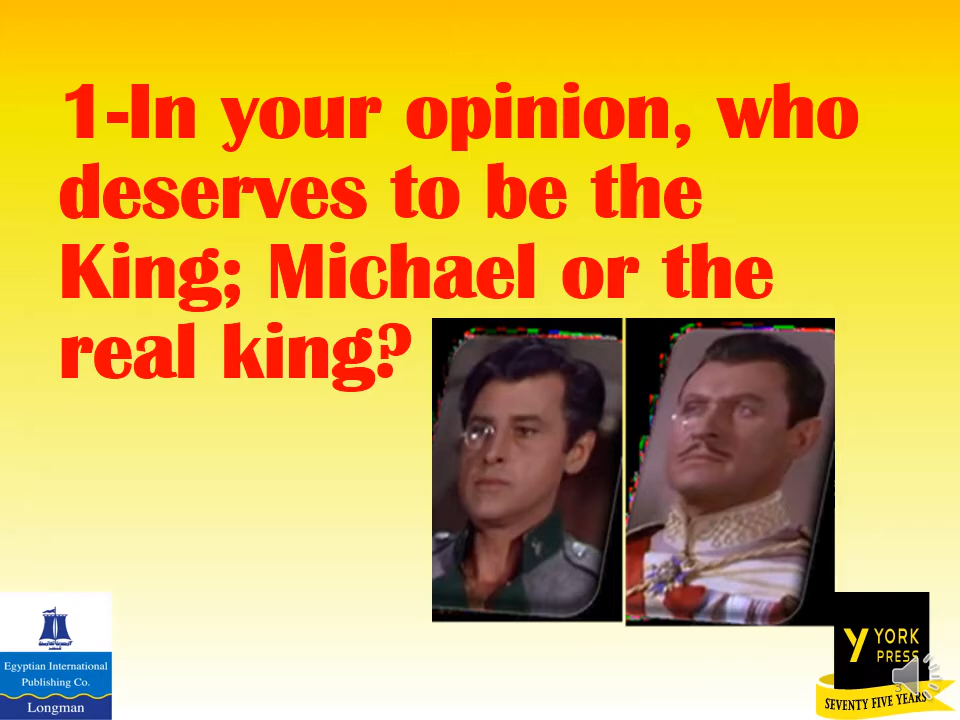 1-In your opinion, who
deserves to be the
King; Michael or the
real king?
Egyptian International
Publishing Co.
Longman
y YORK
PRESS
SEVENTY FIVE YEARS